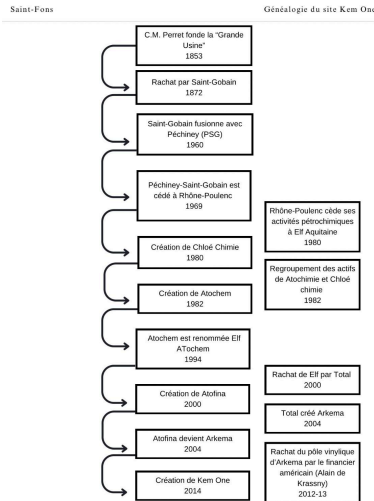 Saint-Fons
Généalogie du site Kem One
C.M. Perret fonde la "Grande
Usine"
1853
Rachat par Saint-Gobain
1872
Saint-Gobain fusionne avec
Péchiney (PSG)
1960
Péchiney-Saint-Gobain est
cédé à Rhône-Poulenc
1969
Rhône-Poulenc cède ses
activités pétrochimiques
à Elf Aquitaine
1980
Création de Chloé Chimie
1980
Regroupement des actifs
de Atochimie et Chloé
chimie
1982
Création de Atochem
1982
Atochem est renommée Elf
ATochem
1994
Rachat de Elf par Total
2000
Création de Atofina
2000
Total créé Arkema
2004
Atofina devient Arkema
2004
Rachat du pôle vinylique
d'Arkema par le financier
américain (Alain de
Krassny)
2012-13
Création de Kem One
2014